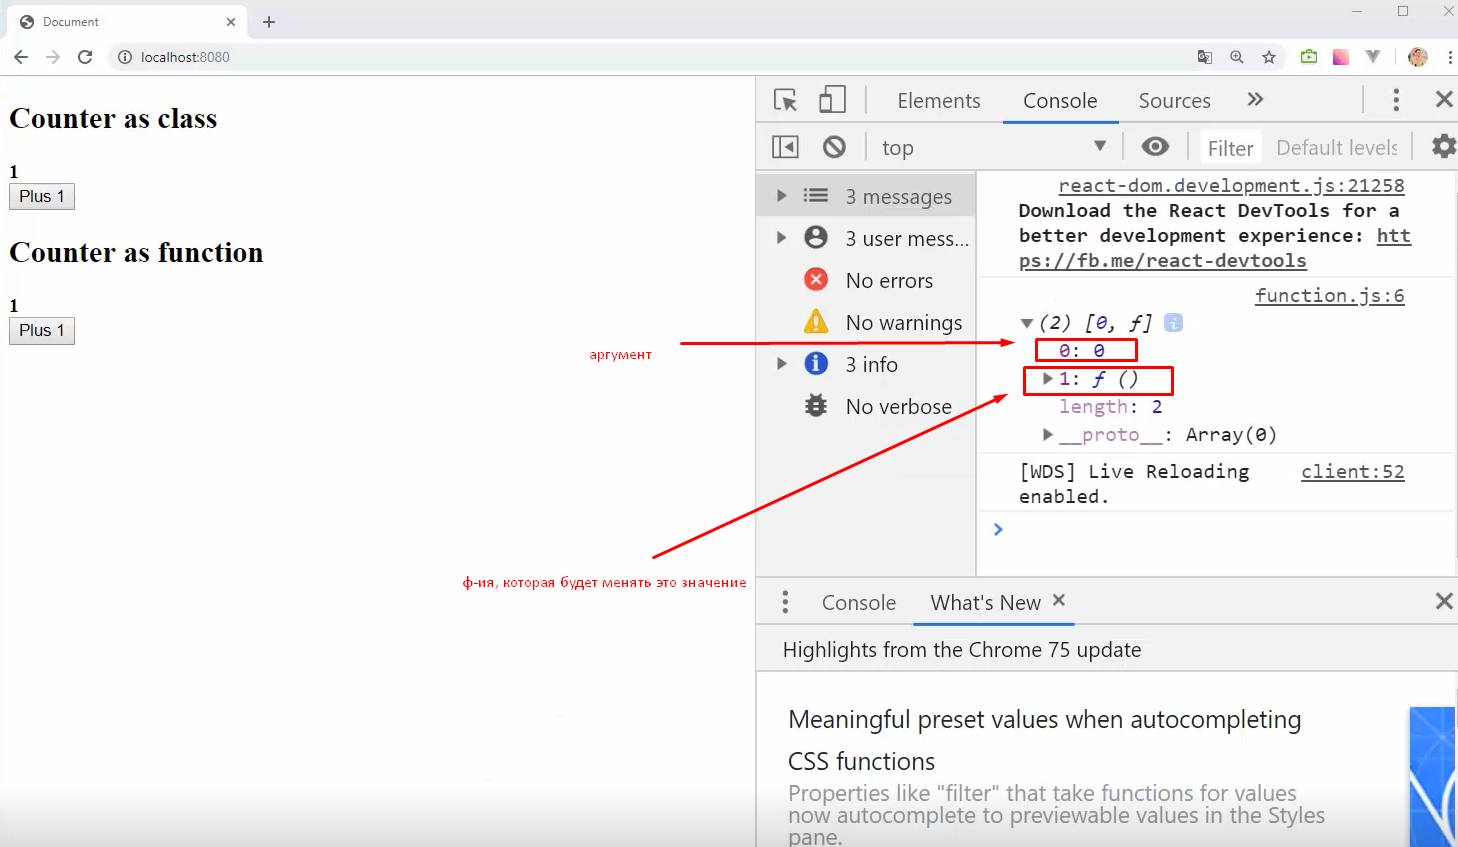 Document
localhost:8080
Counter as class
1
Plus 1
Counter as function
1
Plus 1
аргумент
ф-ия, которая будет менять это значение
Elements Console Sources
top Filter Default levels
3 messages
3 user mess...
No errors
No warnings
3 info
No verbose
react-dom.development.js:21258
Download the React DevTools for a
better development experience: htt
ps://fb.me/react-devtools
function.js:6
(2) [0, ƒ] i
0: 0
1: ƒ ()
length: 2
__proto__: Array(0)
[WDS] Live Reloading client:52
enabled.
Console What's New
Highlights from the Chrome 75 update
Meaningful preset values when autocompleting
CSS functions
Properties like "filter" that take functions for values
now autocomplete to previewable values in the Styles
pane.